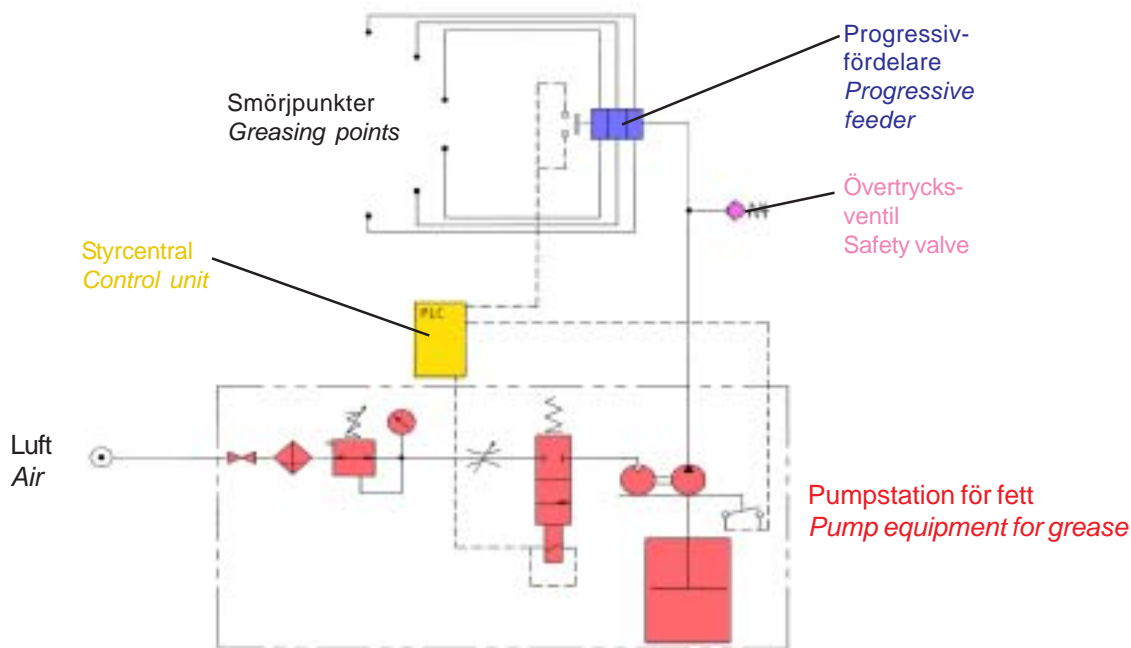 Progressiv-
fördelare
Progressive
feeder
Smörjpunkter
Greasing points
Övertrycks-
ventil
Safety valve
Styrcentral
Control unit
PLC
Luft
Air
Pumpstation för fett
Pump equipment for grease